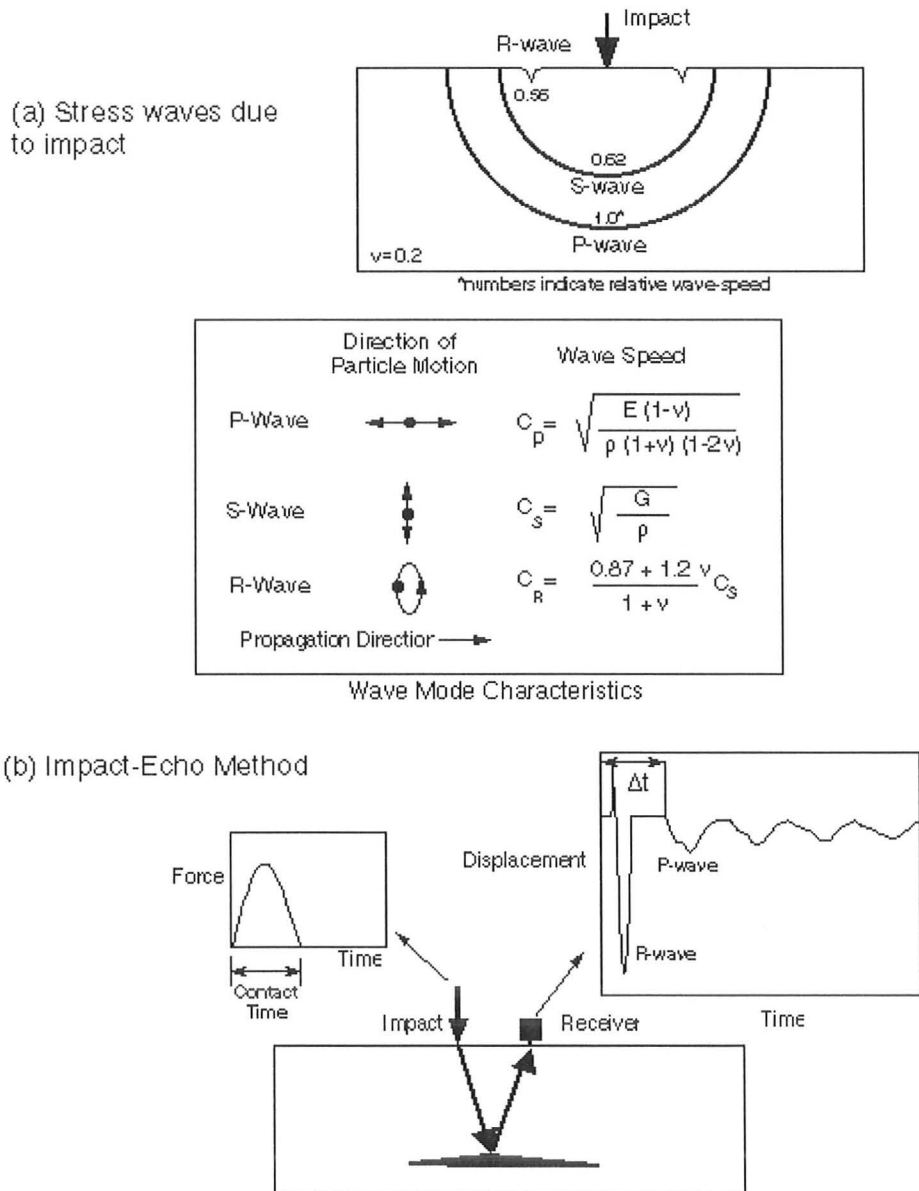 Impact
R-wave
(a) Stress waves due
to impact
0.56
0.62
S-wave
1.0*
P-wave
ν=0.2
*numbers indicate relative wave-speed
Direction of
Particle Motion
Wave Speed
P-Wave
C_p = √ E (1-ν) / ρ (1+ν) (1-2ν)
S-Wave
C_s = √ G / ρ
R-Wave
C_R = 0.87 + 1.2 ν / 1 + ν C_s
Propagation Direction
Wave Mode Characteristics
(b) Impact-Echo Method
Δt
Force
Displacement
P-wave
Time
R-wave
Contact
Time
Impact
Receiver
Time